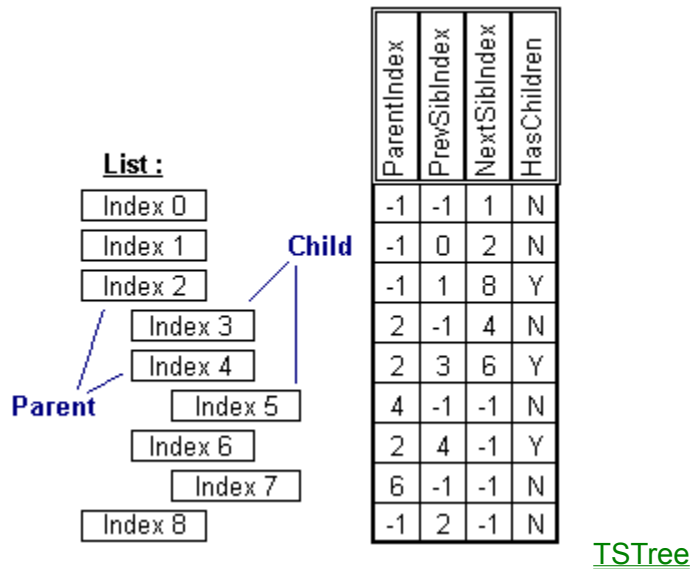 ParentIndex PrevSibIndex NextSibIndex HasChildren
List :
Index 0 -1 -1 1 N
Index 1 Child -1 0 2 N
Index 2 -1 1 8 Y
Index 3 2 -1 4 N
Index 4 2 3 6 Y
Parent Index 5 4 -1 -1 N
Index 6 2 4 -1 Y
Index 7 6 -1 -1 N
Index 8 -1 2 -1 N
TSTree